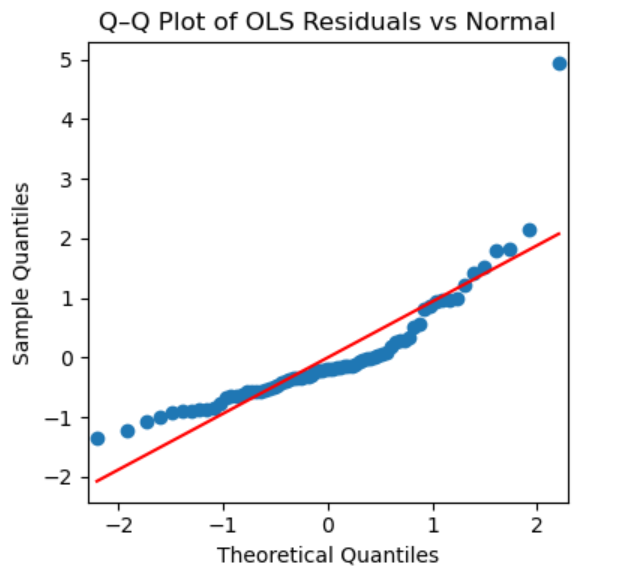 Q–Q Plot of OLS Residuals vs Normal
5
4
3
2
1
0
−1
−2
Sample Quantiles
−2 −1 0 1 2
Theoretical Quantiles